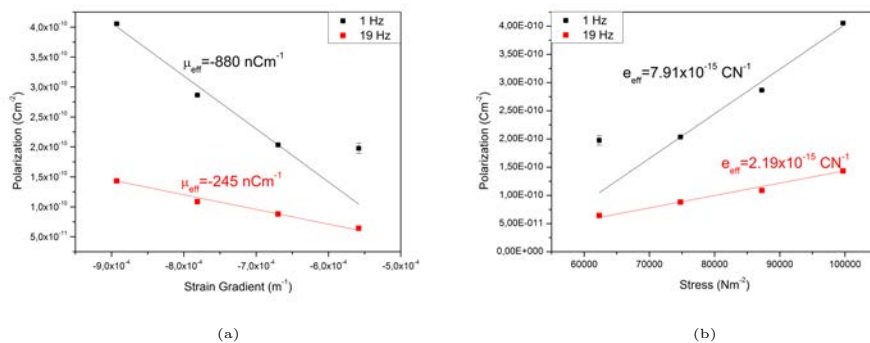 1 Hz
19 Hz
μeff=-880 nCm-1
μeff=-245 nCm-1
Polarization (Cm-2)
4,0x10-10
3,5x10-10
3,0x10-10
2,5x10-10
2,0x10-10
1,5x10-10
1,0x10-10
5,0x10-11
-9,0x10-4
-8,0x10-4
-7,0x10-4
-6,0x10-4
-5,0x10-4
Strain Gradient (m-1)
(a)
1 Hz
19 Hz
eeff=7.91x10-15 CN-1
eeff=2.19x10-15 CN-1
Polarization (Cm-2)
4,00E-010
3,50E-010
3,00E-010
2,50E-010
2,00E-010
1,50E-010
1,00E-010
5,00E-011
0,00E+000
60000
70000
80000
90000
100000
Stress (Nm-2)
(b)